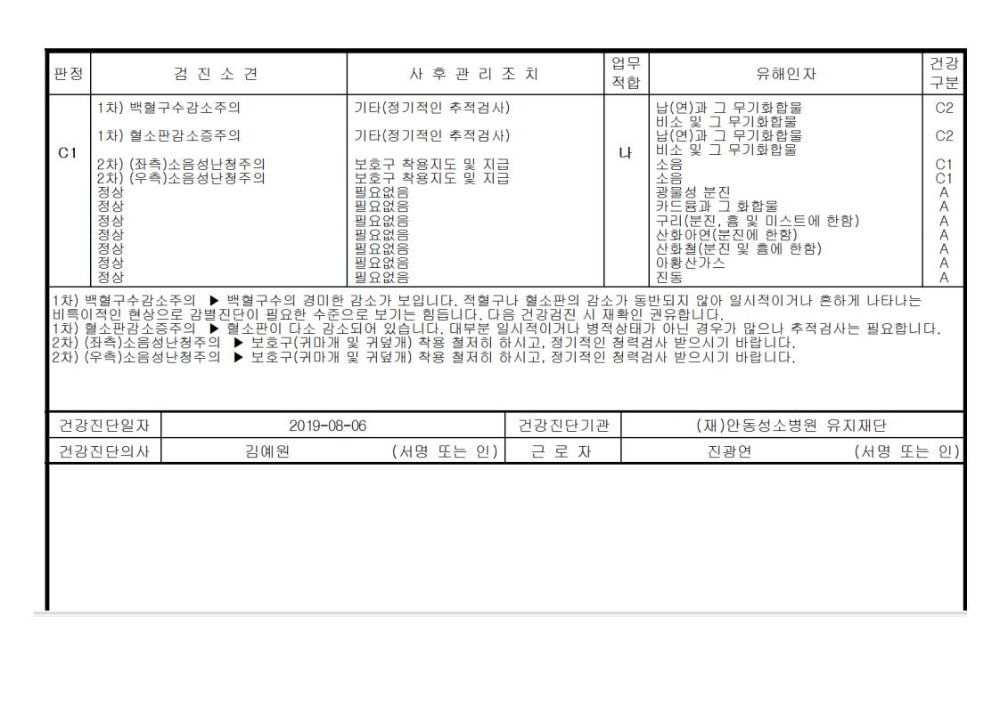 판정 검 진 소 견 사 후 관 리 조 치 업무 적합 유해인자 건강 구분
1차) 백혈구수감소주의 기타(정기적인 추적검사) 납(연)과 그 무기화합물 C2
비소 및 그 무기화합물
1차) 혈소판감소증주의 기타(정기적인 추적검사) 납(연)과 그 무기화합물 C2
C1 나 비소 및 그 무기화합물
2차) (좌측)소음성난청주의 보호구 착용지도 및 지급 소음 C1
2차) (우측)소음성난청주의 보호구 착용지도 및 지급 소음 C1
정상 필요없음 광물성 분진 A
정상 필요없음 카드뮴과 그 화합물 A
정상 필요없음 구리(분진, 흄 및 미스트에 한함) A
정상 필요없음 산화아연(분진에 한함) A
정상 필요없음 산화철(분진 및 흄에 한함) A
정상 필요없음 아황산가스 A
정상 필요없음 진동 A
1차) 백혈구수감소주의 ▶ 백혈구수의 경미한 감소가 보입니다. 적혈구나 혈소판의 감소가 동반되지 않아 일시적이거나 흔하게 나타나는
비특이적인 현상으로 감별진단이 필요한 수준으로 보기는 힘듭니다. 다음 건강검진 시 재확인 권유합니다.
1차) 혈소판감소증주의 ▶ 혈소판이 다소 감소되어 있습니다. 대부분 일시적이거나 병적상태가 아닌 경우가 많으나 추적검사는 필요합니다.
2차) (좌측)소음성난청주의 ▶ 보호구(귀마개 및 귀덮개) 착용 철저히 하시고, 정기적인 청력검사 받으시기 바랍니다.
2차) (우측)소음성난청주의 ▶ 보호구(귀마개 및 귀덮개) 착용 철저히 하시고, 정기적인 청력검사 받으시기 바랍니다.
건강진단일자 2019-08-06 건강진단기관 (재)안동성소병원 유지재단
건강진단의사 김예원 (서명 또는 인) 근 로 자 진광연 (서명 또는 인)